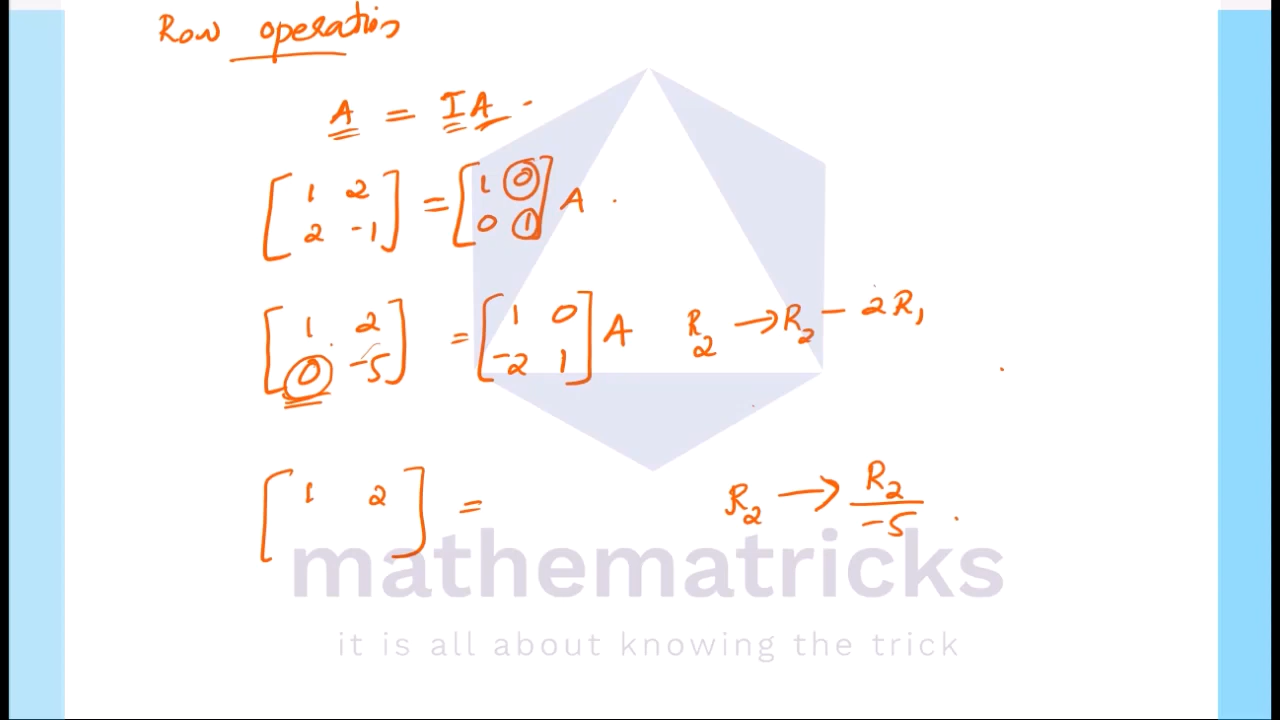 Row operation
A = IA
[1 2; 2 -1] = [1 0; 0 1] A
[1 2; 0 -5] = [1 0; -2 1] A R₂ → R₂ - 2R₁
[1 2] = R₂ → R₂/-5
mathematricks
it is all about knowing the trick